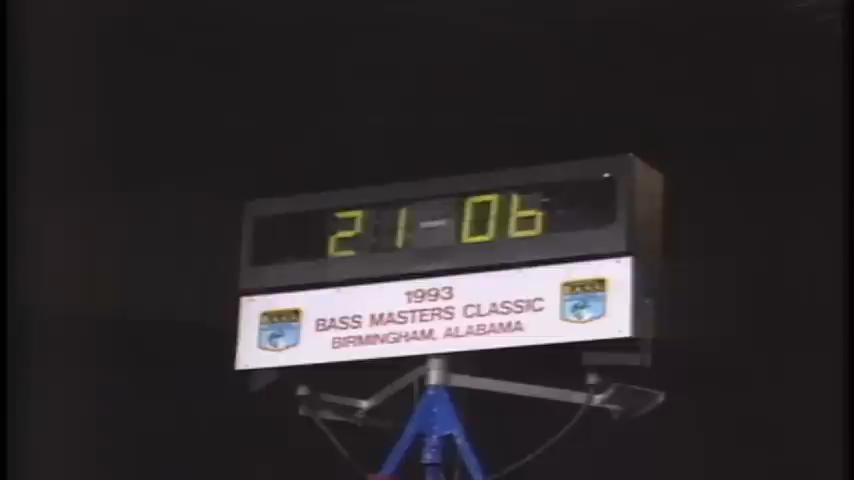 21-06
1993
BASS MASTERS CLASSIC
BIRMINGHAM, ALABAMA